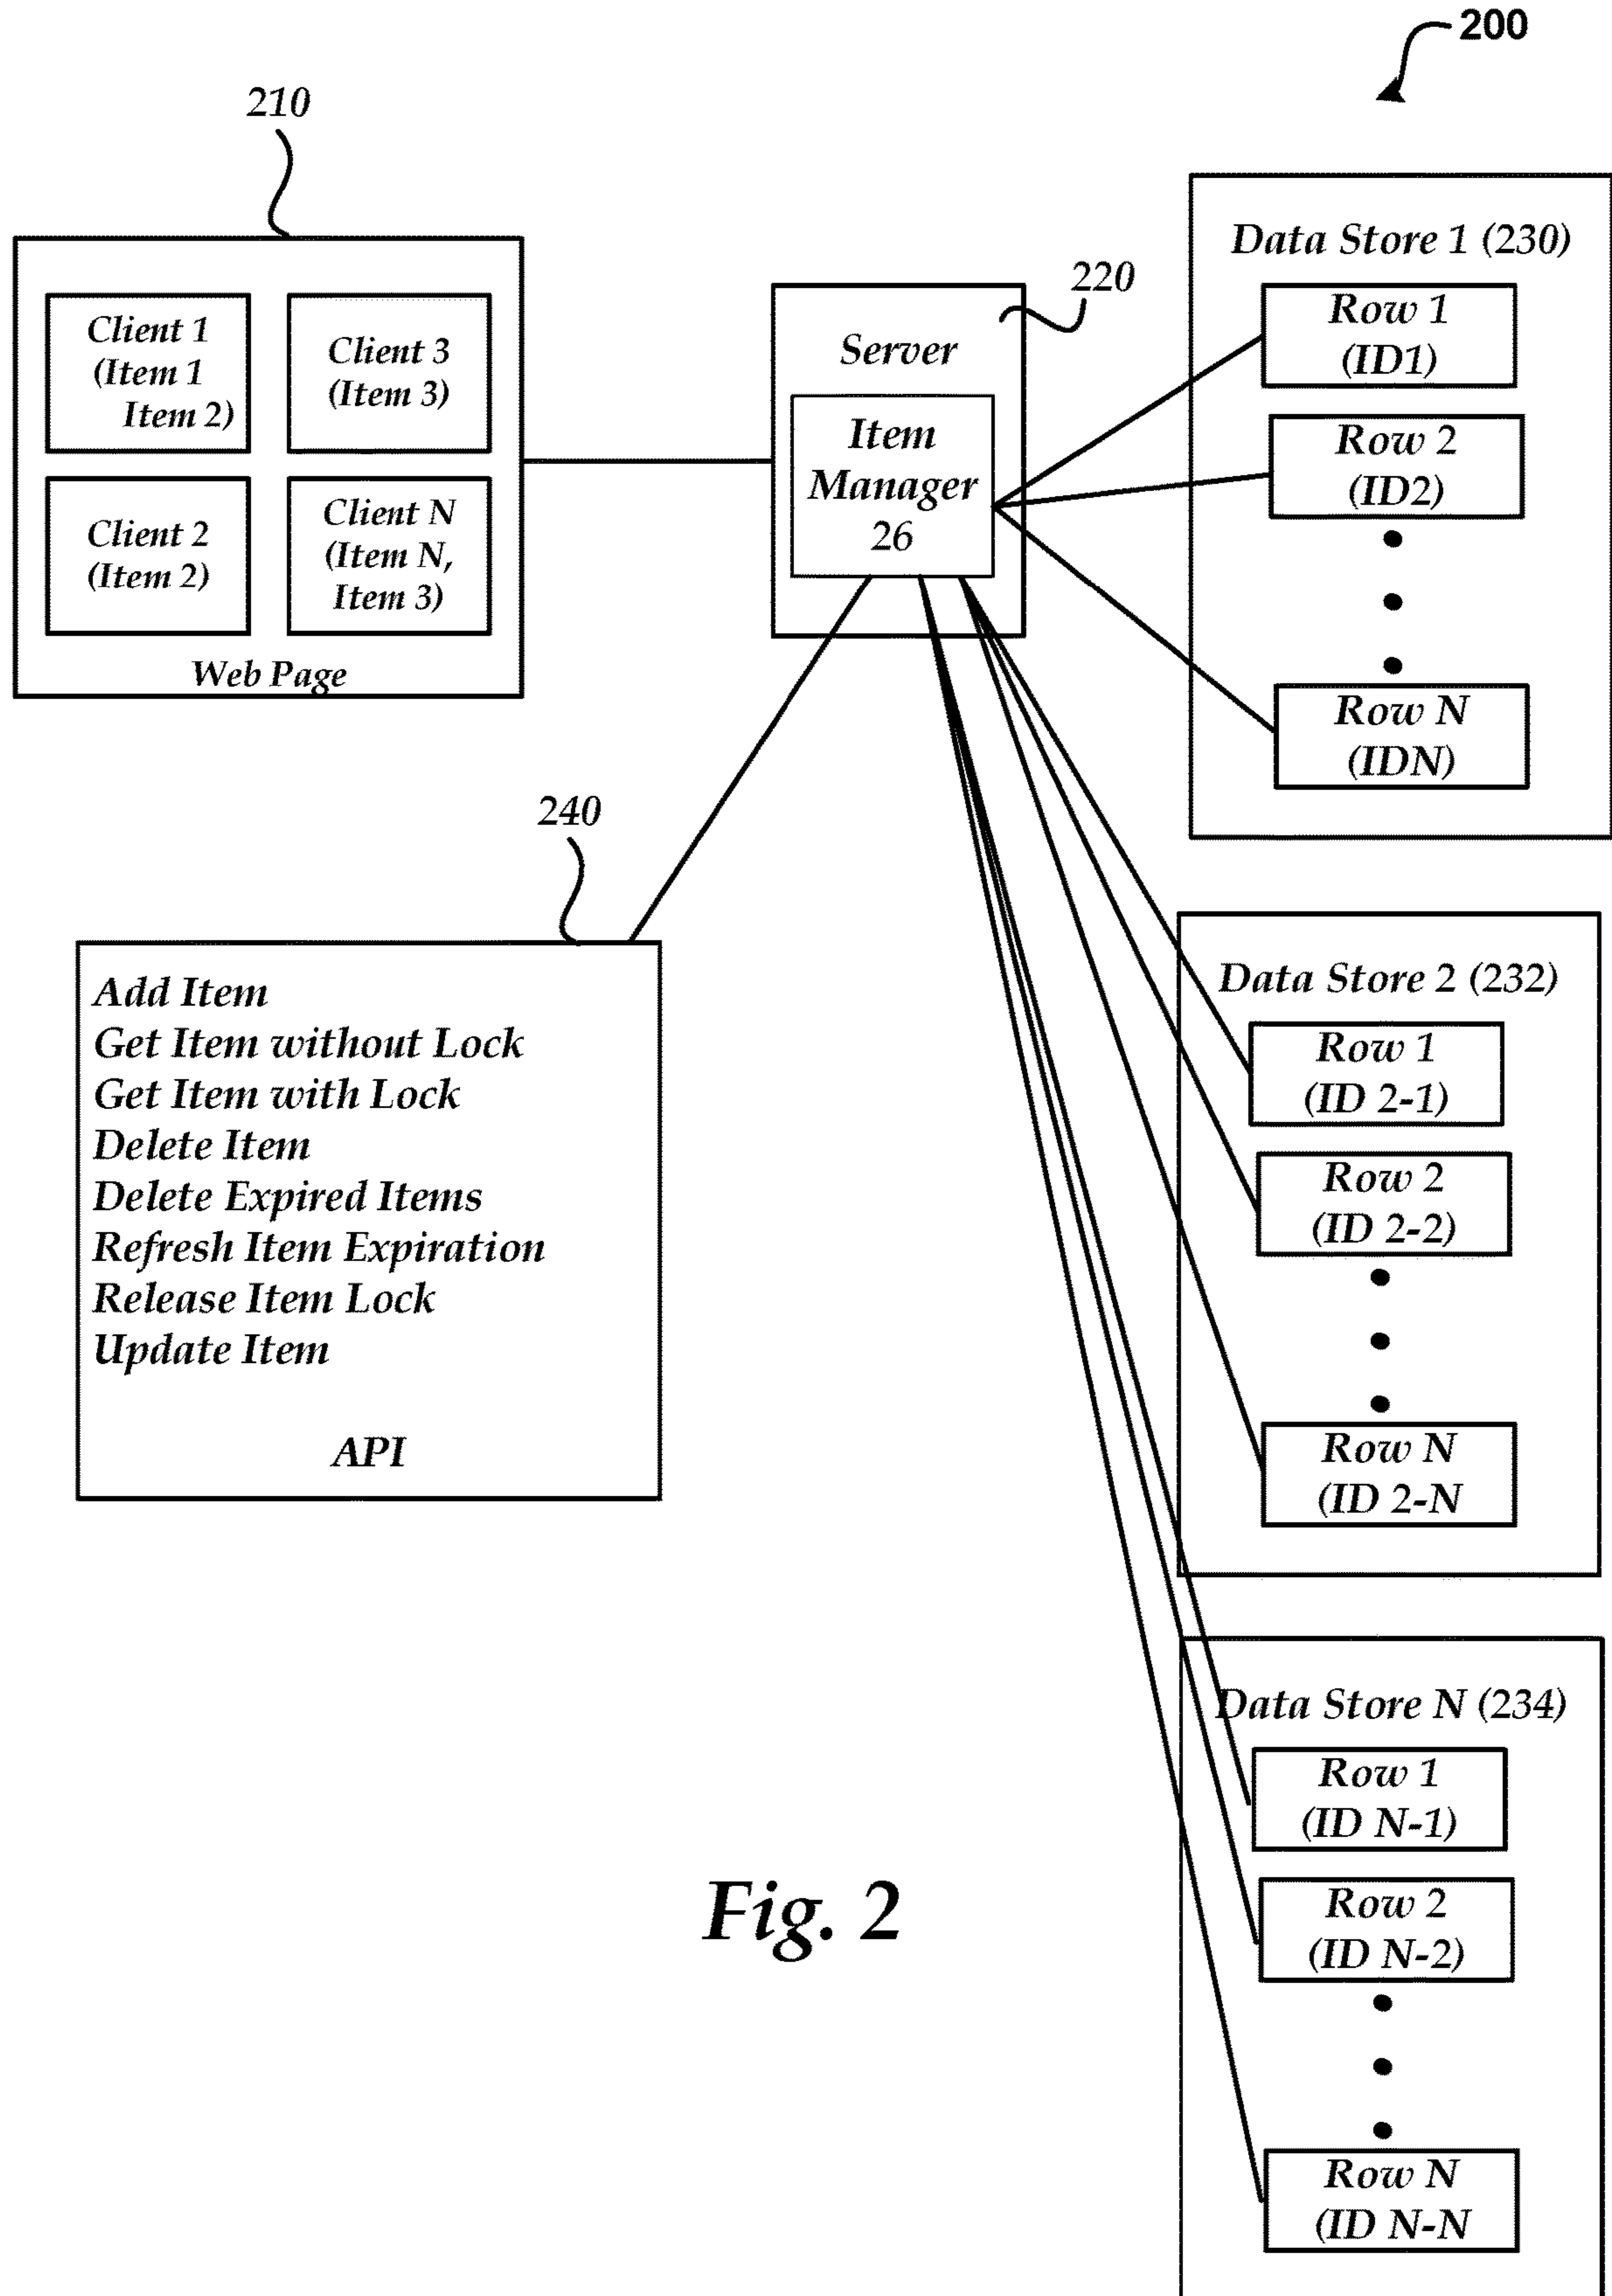 200
210
Client 1
(Item 1
Item 2)
Client 3
(Item 3)
Client 2
(Item 2)
Client N
(Item N,
Item 3)
Web Page
220
Server
Item
Manager
26
Data Store 1 (230)
Row 1
(ID1)
Row 2
(ID2)
Row N
(IDN)
240
Add Item
Get Item without Lock
Get Item with Lock
Delete Item
Delete Expired Items
Refresh Item Expiration
Release Item Lock
Update Item
API
Data Store 2 (232)
Row 1
(ID 2-1)
Row 2
(ID 2-2)
Row N
(ID 2-N
Data Store N (234)
Row 1
(ID N-1)
Row 2
(ID N-2)
Row N
(ID N-N
Fig. 2